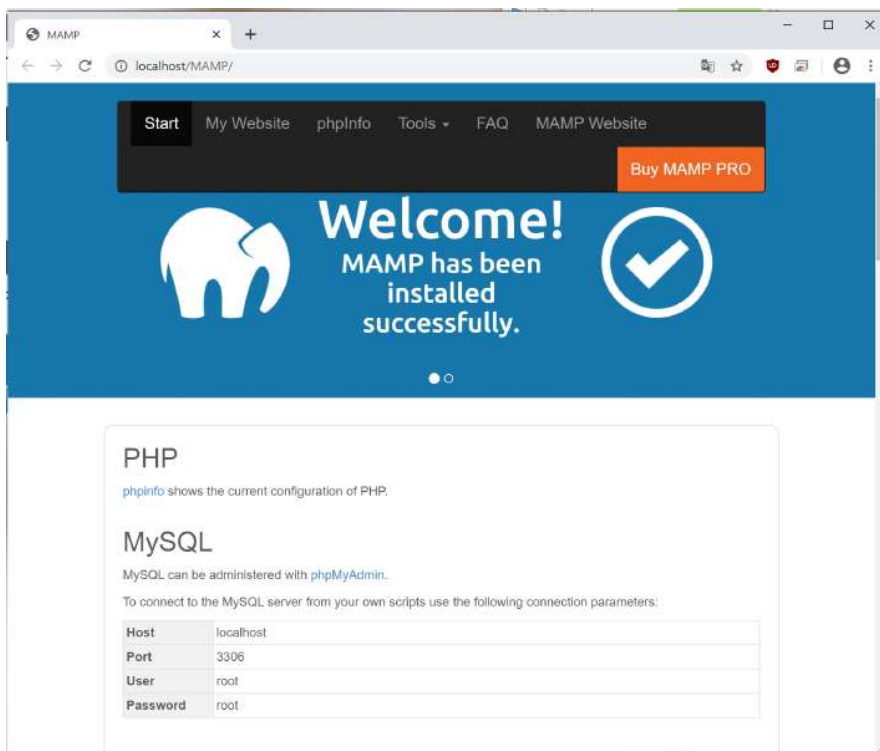 MAMP
localhost/MAMP/
Start My Website phpInfo Tools FAQ MAMP Website
Buy MAMP PRO
Welcome!
MAMP has been
installed
successfully.
PHP
phpinfo shows the current configuration of PHP.
MySQL
MySQL can be administered with phpMyAdmin.
To connect to the MySQL server from your own scripts use the following connection parameters:
Host localhost
Port 3306
User root
Password root